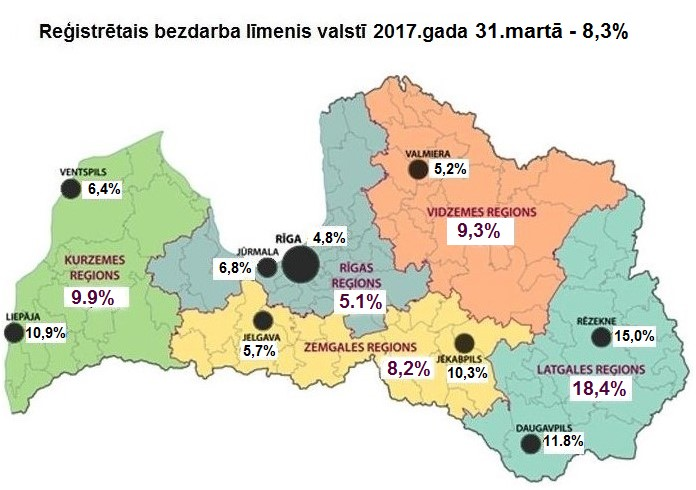 Reģistrētais bezdarba līmenis valstī 2017.gada 31.martā - 8,3%
VALMIERA
5,2%
VENTSPILS
6,4%
VIDZEMES REGIONS
9,3%
RĪGA
4,8%
JŪRMALA
6,8%
KURZEMES
REGIONS
9.9%
RĪGAS
REGIONS
5.1%
LIEPĀJA
10,9%
JELGAVA
5,7%
ZEMGALES REGIONS
8,2%
JĒKABPILS
10,3%
RĒZEKNE
15,0%
LATGALES REGIONS
18,4%
DAUGAVPILS
11.8%